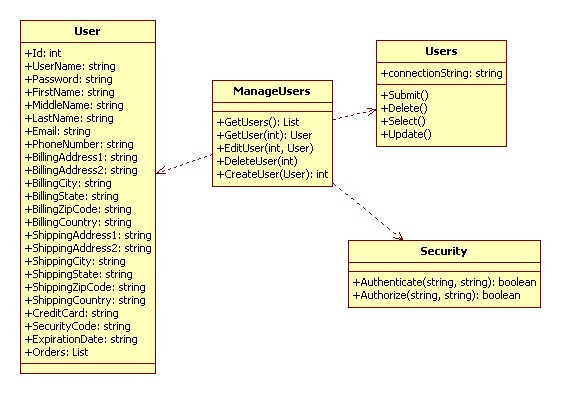 User
+Id: int
+UserName: string
+Password: string
+FirstName: string
+MiddleName: string
+LastName: string
+Email: string
+PhoneNumber: string
+BillingAddress1: string
+BillingAddress2: string
+BillingCity: string
+BillingState: string
+BillingZipCode: string
+BillingCountry: string
+ShippingAddress1: string
+ShippingAddress2: string
+ShippingCity: string
+ShippingState: string
+ShippingZipCode: string
+ShippingCountry: string
+CreditCard: string
+SecurityCode: string
+ExpirationDate: string
+Orders: List
ManageUsers
+GetUsers(): List
+GetUser(int): User
+EditUser(int, User)
+DeleteUser(int)
+CreateUser(User): int
Users
+connectionString: string
+Submit()
+Delete()
+Select()
+Update()
Security
+Authenticate(string, string): boolean
+Authorize(string, string): boolean